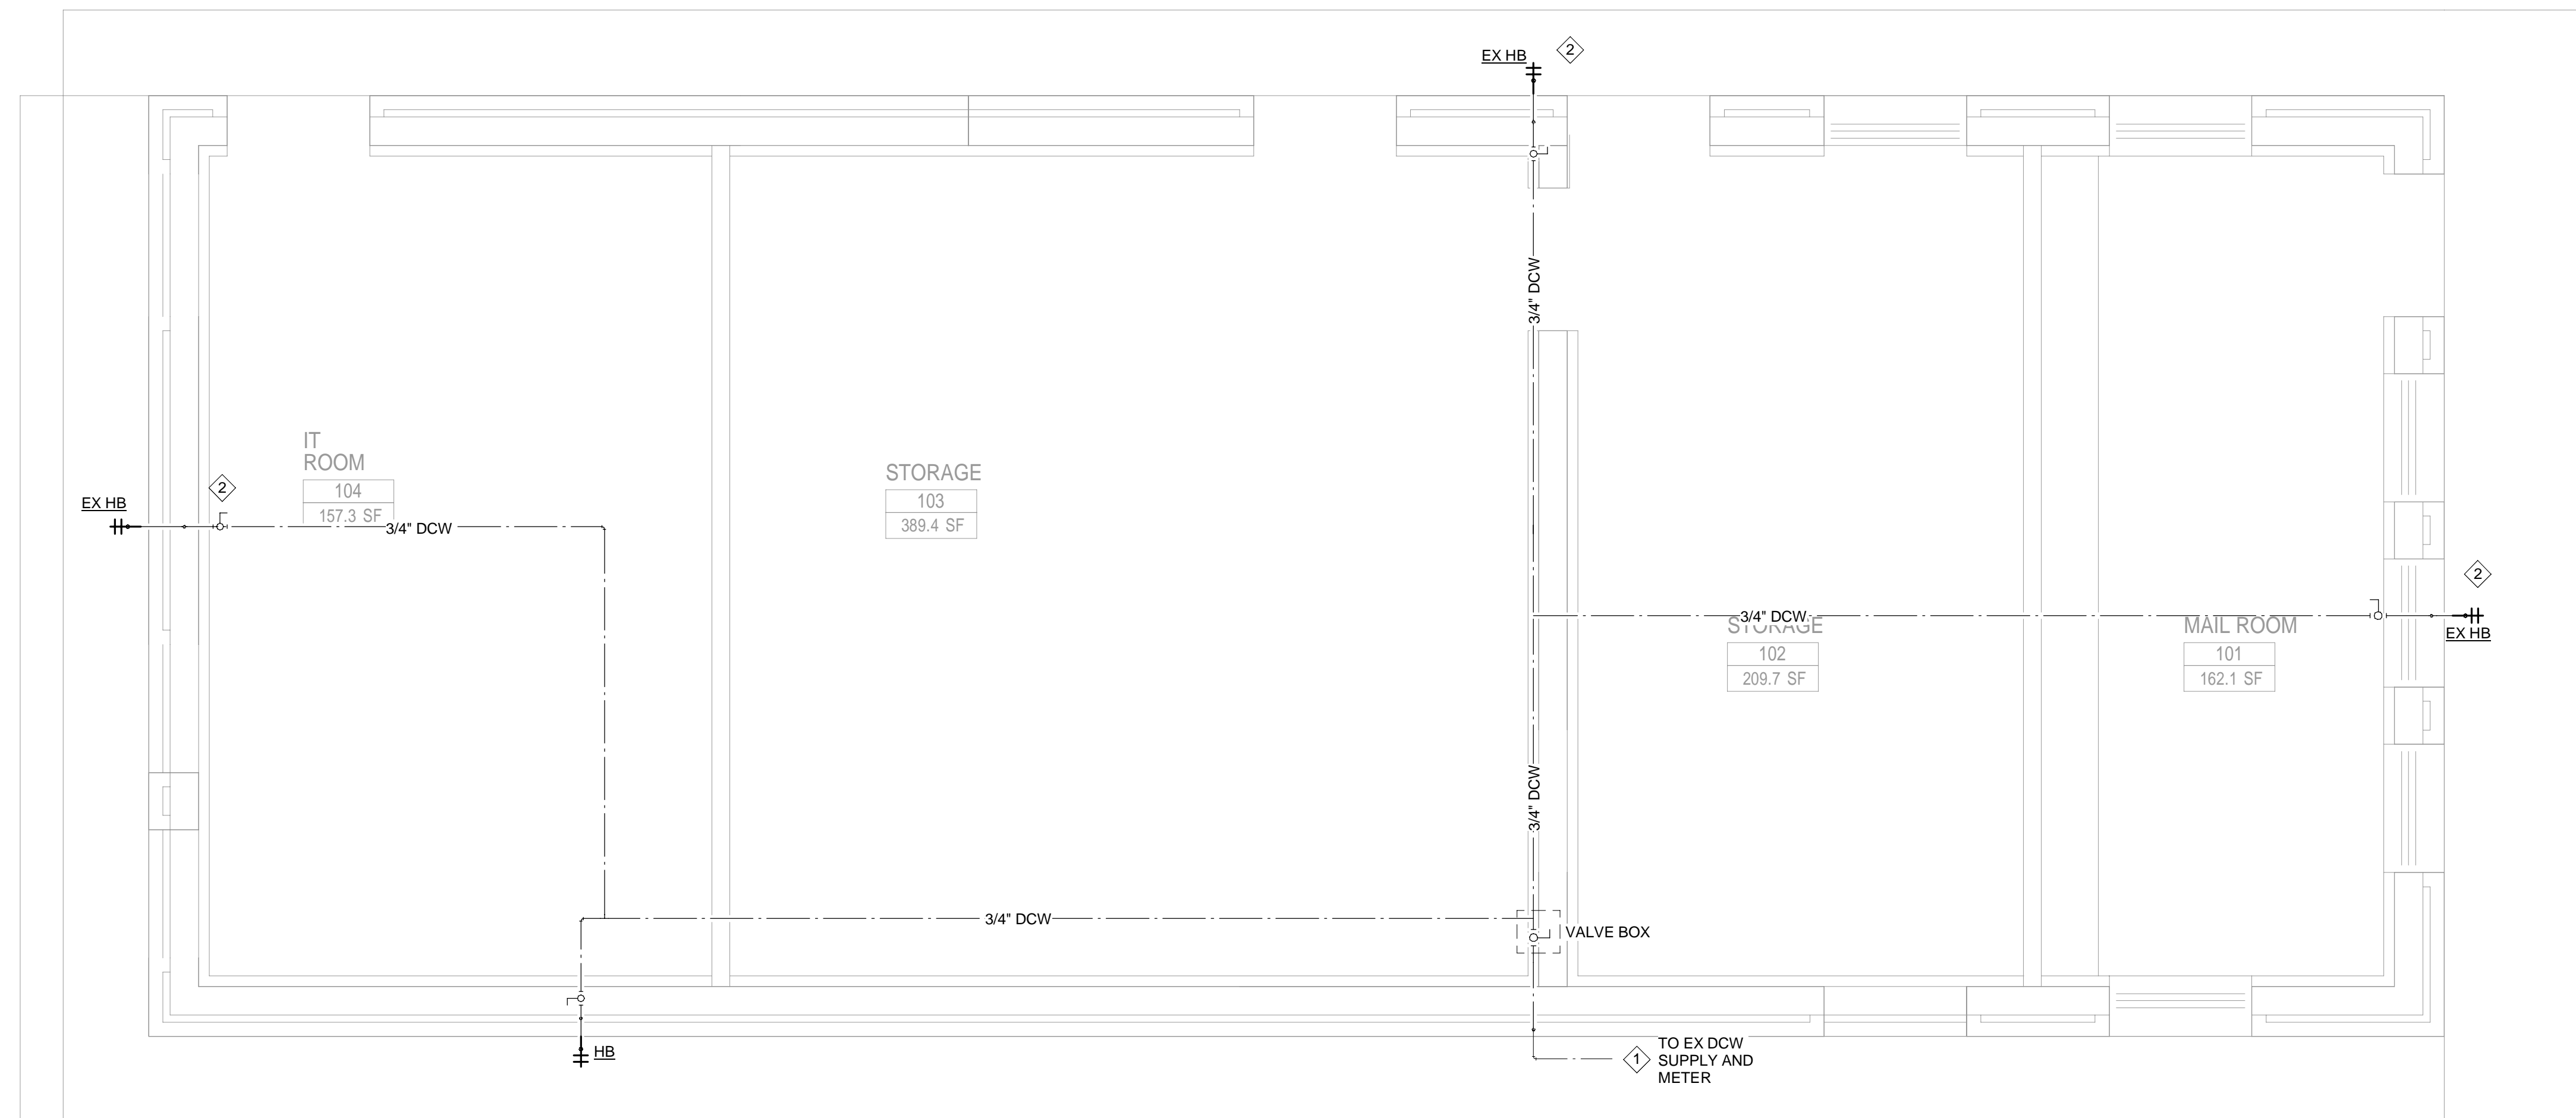 EX HB
2
3/4" DCW
IT
ROOM
104
157.3 SF
2
EX HB
3/4" DCW
STORAGE
103
389.4 SF
2
EX HB
3/4" DCW
STORAGE
102
209.7 SF
MAIL ROOM
101
162.1 SF
3/4" DCW
3/4" DCW
VALVE BOX
HB
1
TO EX DCW
SUPPLY AND
METER